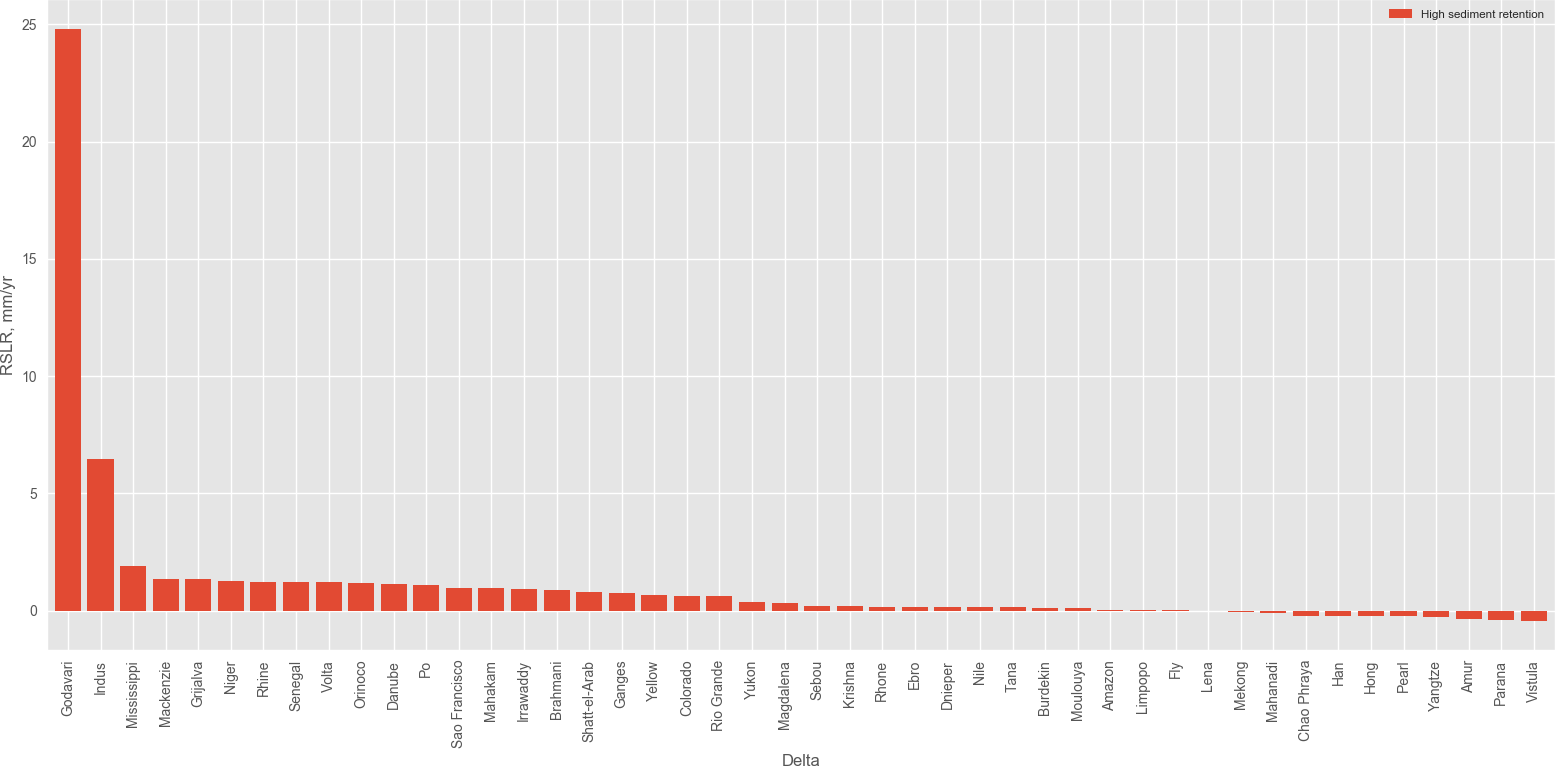 High sediment retention
RSLR, mm/yr
25
20
15
10
5
0
Godavari
Indus
Mississippi
Mackenzie
Grijalva
Niger
Rhine
Senegal
Volta
Orinoco
Danube
Po
Sao Francisco
Mahakam
Irrawaddy
Brahmani
Shatt-el-Arab
Ganges
Yellow
Colorado
Rio Grande
Yukon
Magdalena
Sebou
Krishna
Rhone
Ebro
Dnieper
Nile
Tana
Burdekin
Moulouya
Amazon
Limpopo
Fly
Lena
Mekong
Mahanadi
Chao Phraya
Han
Hong
Pearl
Yangtze
Amur
Parana
Vistula
Delta